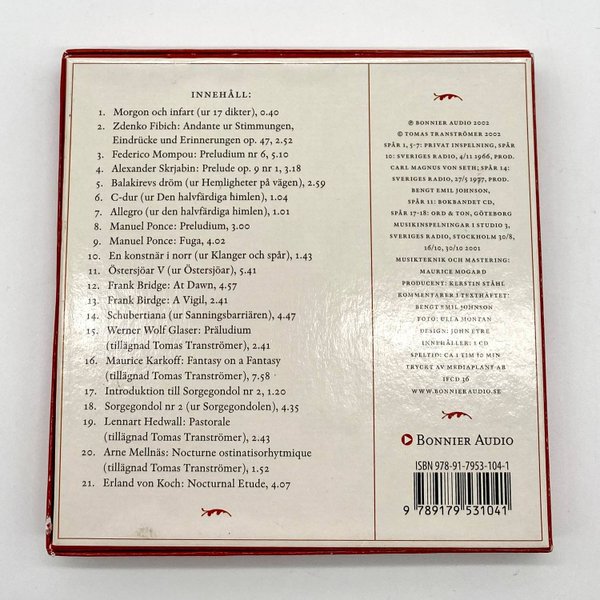 INNEHÅLL:
1. Morgon och infart (ur 17 dikter), 0.40
2. Zdenko Fibich: Andante ur Stimmungen,
Eindrücke und Erinnerungen op. 47, 2.52
3. Federico Mompou: Preludium nr 6, 5.10
4. Alexander Skrjabin: Prelude op. 9 nr 1, 3.18
5. Balakirevs dröm (ur Hemligheter på vägen), 2.59
6. C-dur (ur Den halvfärdiga himlen), 1.04
7. Allegro (ur Den halvfärdiga himlen), 1.01
8. Manuel Ponce: Preludium, 3.00
9. Manuel Ponce: Fuga, 4.02
10. En konstnär i norr (ur Klanger och spår), 1.43
11. Östersjöar V (ur Östersjöar), 5.41
12. Frank Bridge: At Dawn, 4.57
13. Frank Bridge: A Vigil, 2.41
14. Schubertiana (ur Sanningsbarriären), 4.47
15. Werner Wolf Glaser: Präludium
(tillägnad Tomas Tranströmer), 2.41
16. Maurice Karkoff: Fantasy on a Fantasy
(tillägnad Tomas Tranströmer), 7.58
17. Introduktion till Sorgegondol nr 2, 1.20
18. Sorgegondol nr 2 (ur Sorgegondolen), 4.35
19. Lennart Hedwall: Pastorale
(tillägnad Tomas Tranströmer), 2.43
20. Arne Mellnäs: Nocturne ostinatisorhytmique
(tillägnad Tomas Tranströmer), 1.52
21. Erland von Koch: Nocturnal Etude, 4.07
℗ BONNIER AUDIO 2002
© TOMAS TRANSTRÖMER 2002
SPÅR 1, 5-7: PRIVAT INSPELNING, SPÅR
10: SVERIGES RADIO, 4/11 1966, PROD.
CARL MAGNUS VON SETH; SPÅR 14:
SVERIGES RADIO, 27/5 1977, PROD.
BENGT EMIL JOHNSON,
SPÅR 11: BOKBANDET CD,
SPÅR 17-18: ORD & TON, GÖTEBORG
MUSIKINSPELNINGAR I STUDIO 3,
SVERIGES RADIO, STOCKHOLM 30/8,
16/10, 30/10 2001
MUSIKTEKNIK OCH MASTERING:
MAURICE MOGARD
PRODUCENT: KERSTIN STÅHL
KOMMENTARER I TEXTHÄFTET:
BENGT EMIL JOHNSON
FOTO: ULLA MONTAN
DESIGN: JOHN EYRE
INNEHÅLLER: 1 CD
SPELTID: CA 1 TIM 10 MIN
TRYCKT AV MEDIAPLANT AB
IFCD 36
WWW.BONNIERAUDIO.SE
BONNIER AUDIO
ISBN 978-91-7953-104-1
9 789179 531041